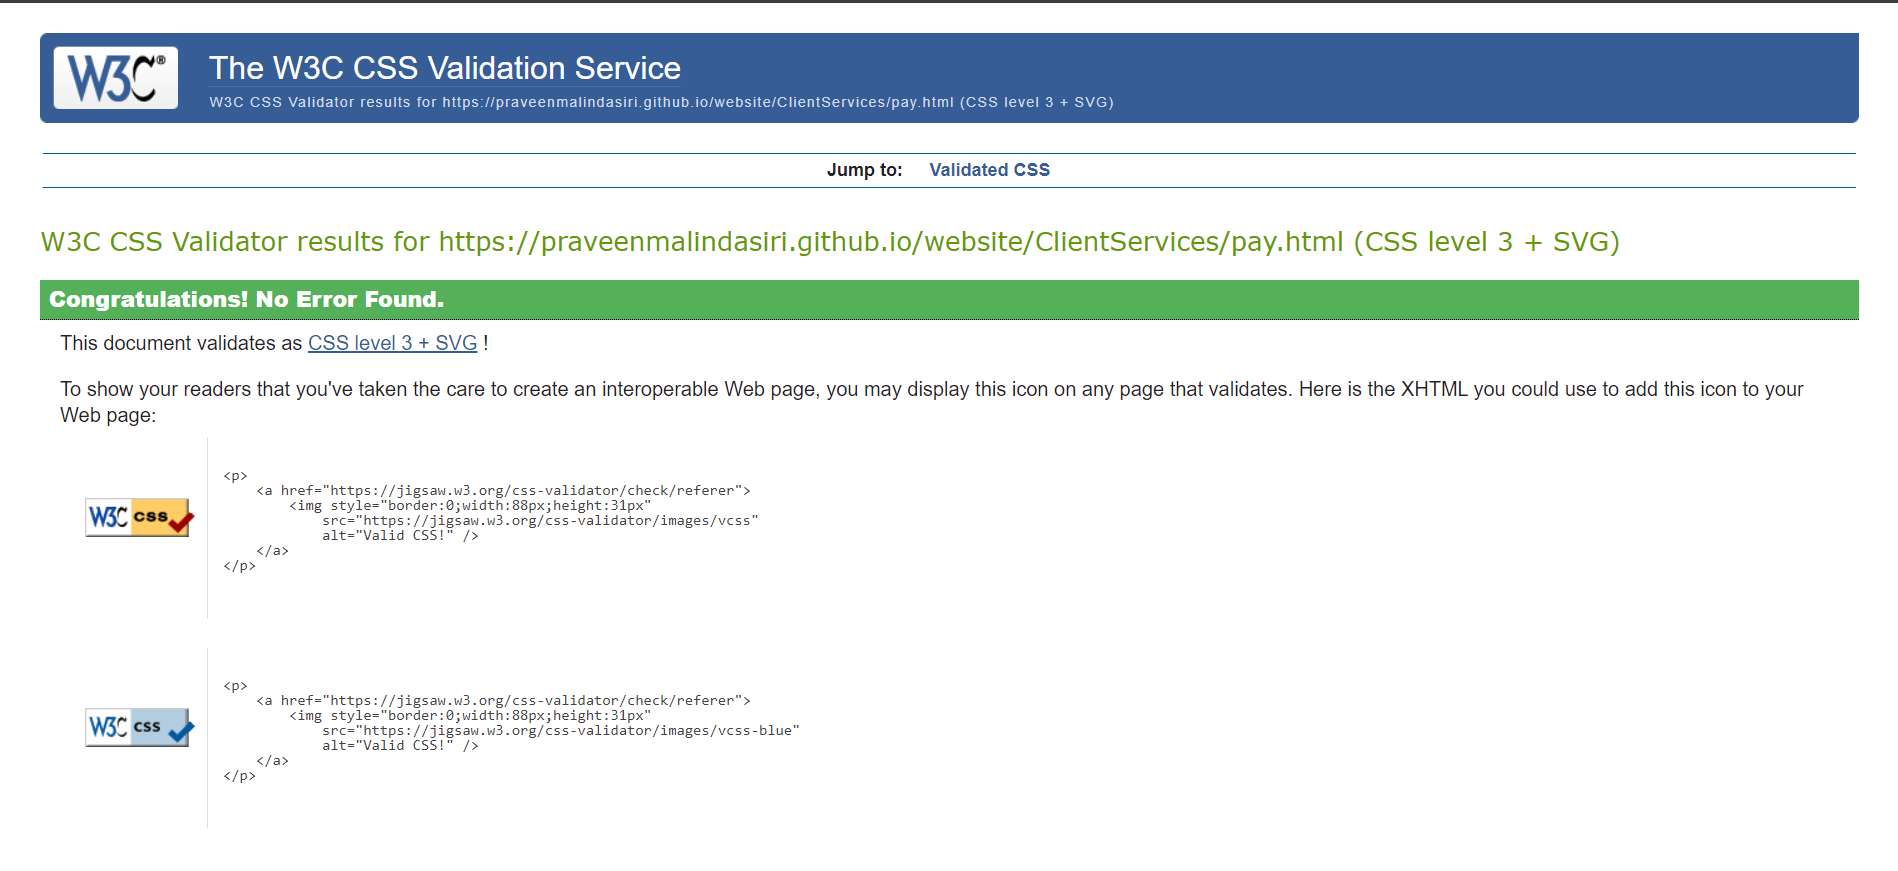 W3C®
The W3C CSS Validation Service
W3C CSS Validator results for https://praveenmalindasiri.github.io/website/ClientServices/pay.html (CSS level 3 + SVG)
Jump to: Validated CSS
W3C CSS Validator results for https://praveenmalindasiri.github.io/website/ClientServices/pay.html (CSS level 3 + SVG)
Congratulations! No Error Found.
This document validates as CSS level 3 + SVG !
To show your readers that you've taken the care to create an interoperable Web page, you may display this icon on any page that validates. Here is the XHTML you could use to add this icon to your
Web page:
W3C css
<p>
<a href="https://jigsaw.w3.org/css-validator/check/referer">
<img style="border:0;width:88px;height:31px"
src="https://jigsaw.w3.org/css-validator/images/vcss"
alt="Valid CSS!" />
</a>
</p>
W3C css
<p>
<a href="https://jigsaw.w3.org/css-validator/check/referer">
<img style="border:0;width:88px;height:31px"
src="https://jigsaw.w3.org/css-validator/images/vcss-blue"
alt="Valid CSS!" />
</a>
</p>